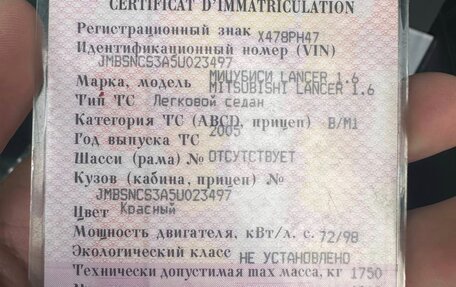 CERTIFICAT D'IMMATRICULATION
Регистрационный знак Х478РН47
Идентификационный номер (VIN)
JMBSNCS3A5U023497
Марка, модель МИЦУБИСИ LANCER 1.6
MITSUBISHI LANCER 1.6
Тип ТС Легковой седан
Категория ТС (ABCD, прицеп) B/M1
Год выпуска ТС 2005
Шасси (рама) № ОТСУТСТВУЕТ
Кузов (кабина, прицеп) №
JMBSNCS3A5U023497
Цвет Красный
Мощность двигателя, кВт/л. с. 72/98
Экологический класс НЕ УСТАНОВЛЕНО
Технически допустимая max масса, кг 1750